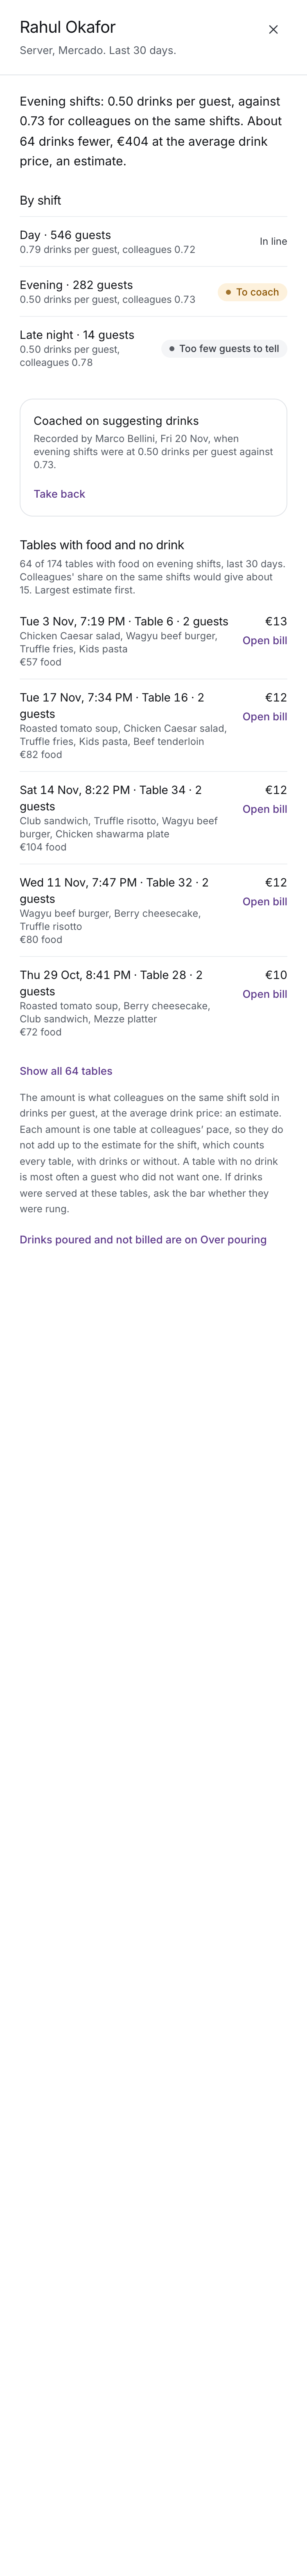 Rahul Okafor
Server, Mercado. Last 30 days.
Evening shifts: 0.50 drinks per guest, against
0.73 for colleagues on the same shifts. About
64 drinks fewer, €404 at the average drink
price, an estimate.
By shift
Day · 546 guests
0.79 drinks per guest, colleagues 0.72
In line
Evening · 282 guests
0.50 drinks per guest, colleagues 0.73
To coach
Late night · 14 guests
0.50 drinks per guest,
colleagues 0.78
Too few guests to tell
Coached on suggesting drinks
Recorded by Marco Bellini, Fri 20 Nov, when
evening shifts were at 0.50 drinks per guest against
0.73.
Take back
Tables with food and no drink
64 of 174 tables with food on evening shifts, last 30 days.
Colleagues' share on the same shifts would give about
15. Largest estimate first.
Tue 3 Nov, 7:19 PM · Table 6 · 2 guests
€13
Chicken Caesar salad, Wagyu beef burger,
Truffle fries, Kids pasta
€57 food
Open bill
Tue 17 Nov, 7:34 PM · Table 16 · 2
guests
€12
Roasted tomato soup, Chicken Caesar salad,
Truffle fries, Kids pasta, Beef tenderloin
€82 food
Open bill
Sat 14 Nov, 8:22 PM · Table 34 · 2
guests
€12
Club sandwich, Truffle risotto, Wagyu beef
burger, Chicken shawarma plate
€104 food
Open bill
Wed 11 Nov, 7:47 PM · Table 32 · 2
guests
€12
Wagyu beef burger, Berry cheesecake,
Truffle risotto
€80 food
Open bill
Thu 29 Oct, 8:41 PM · Table 28 · 2
guests
€10
Roasted tomato soup, Berry cheesecake,
Club sandwich, Mezze platter
€72 food
Open bill
Show all 64 tables
The amount is what colleagues on the same shift sold in
drinks per guest, at the average drink price: an estimate.
Each amount is one table at colleagues' pace, so they do
not add up to the estimate for the shift, which counts
every table, with drinks or without. A table with no drink
is most often a guest who did not want one. If drinks
were served at these tables, ask the bar whether they
were rung.
Drinks poured and not billed are on Over pouring